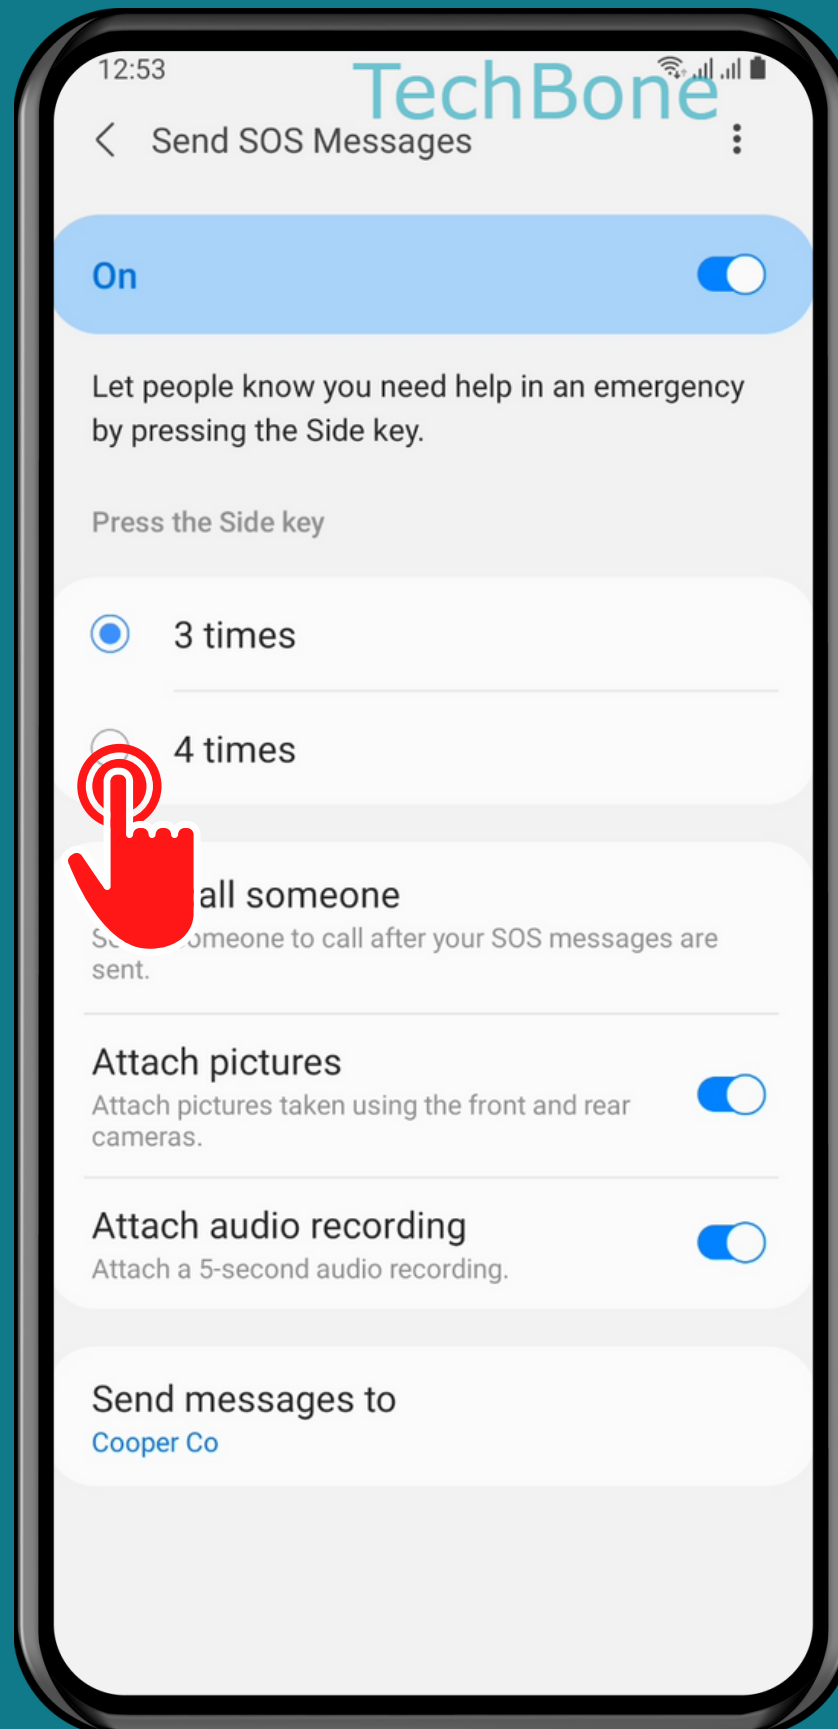 12:53
TechBone
Send SOS Messages
On
Let people know you need help in an emergency
by pressing the Side key.
Press the Side key
3 times
4 times
all someone
someone to call after your SOS messages are
sent.
Attach pictures
Attach pictures taken using the front and rear
cameras.
Attach audio recording
Attach a 5-second audio recording.
Send messages to
Cooper Co